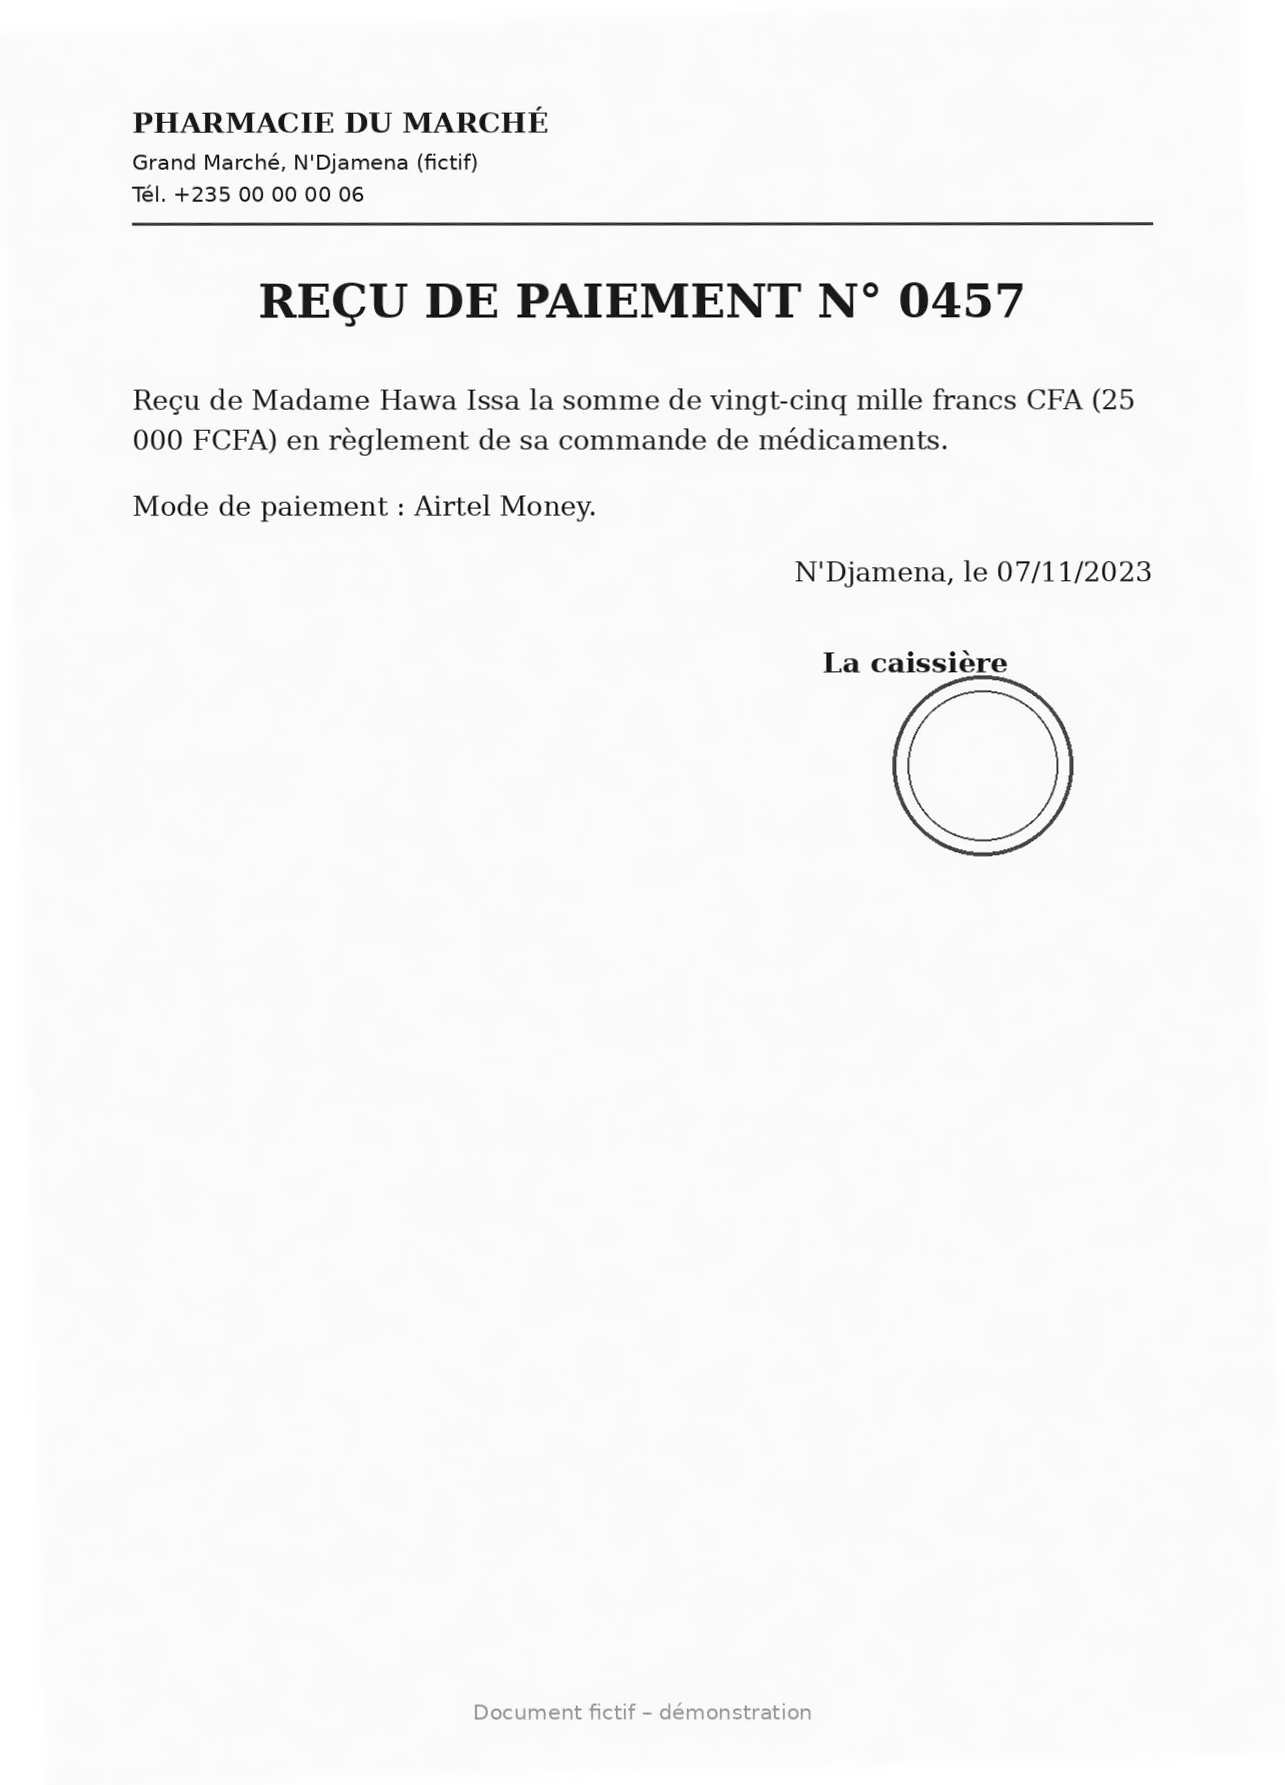 PHARMACIE DU MARCHÉ
Grand Marché, N'Djamena (fictif)
Tél. +235 00 00 00 06
REÇU DE PAIEMENT N° 0457
Reçu de Madame Hawa Issa la somme de vingt-cinq mille francs CFA (25
000 FCFA) en règlement de sa commande de médicaments.
Mode de paiement : Airtel Money.
N'Djamena, le 07/11/2023
La caissière
Document fictif – démonstration